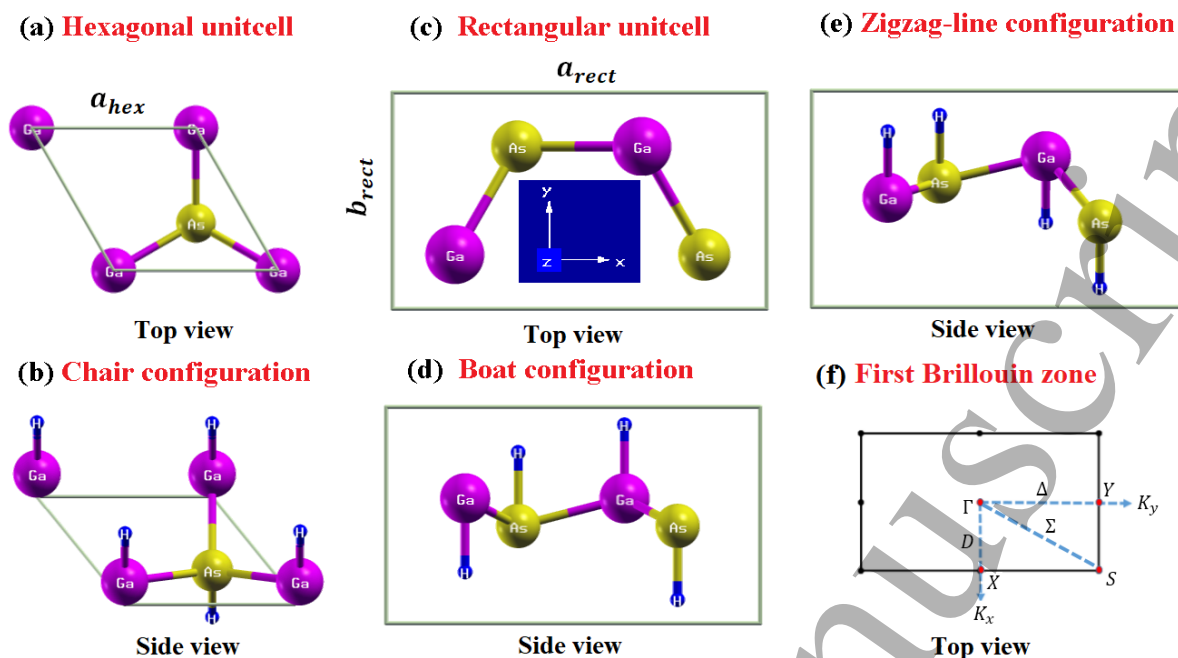 (a) Hexagonal unitcell
a_hex
Ga
Ga
As
Ga
Ga
Top view
(b) Chair configuration
H
H
Ga
Ga
H
H
Ga
As
Ga
H
Side view
(c) Rectangular unitcell
a_rect
b_rect
As
Ga
Y
Z
X
Ga
As
Top view
(d) Boat configuration
H
H
Ga
Ga
As
As
H
H
Side view
(e) Zigzag-line configuration
H
H
Ga
As
Ga
H
As
H
Side view
(f) First Brillouin zone
Γ
Δ
Y
K_y
D
Σ
X
S
K_x
Top view
nuscrip